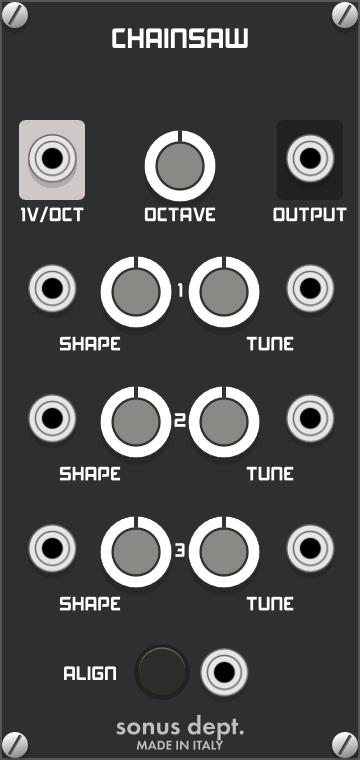 CHAINSAW
1V/OCT OCTAVE OUTPUT
1
SHAPE TUNE
2
SHAPE TUNE
3
SHAPE TUNE
ALIGN
sonus dept.
MADE IN ITALY